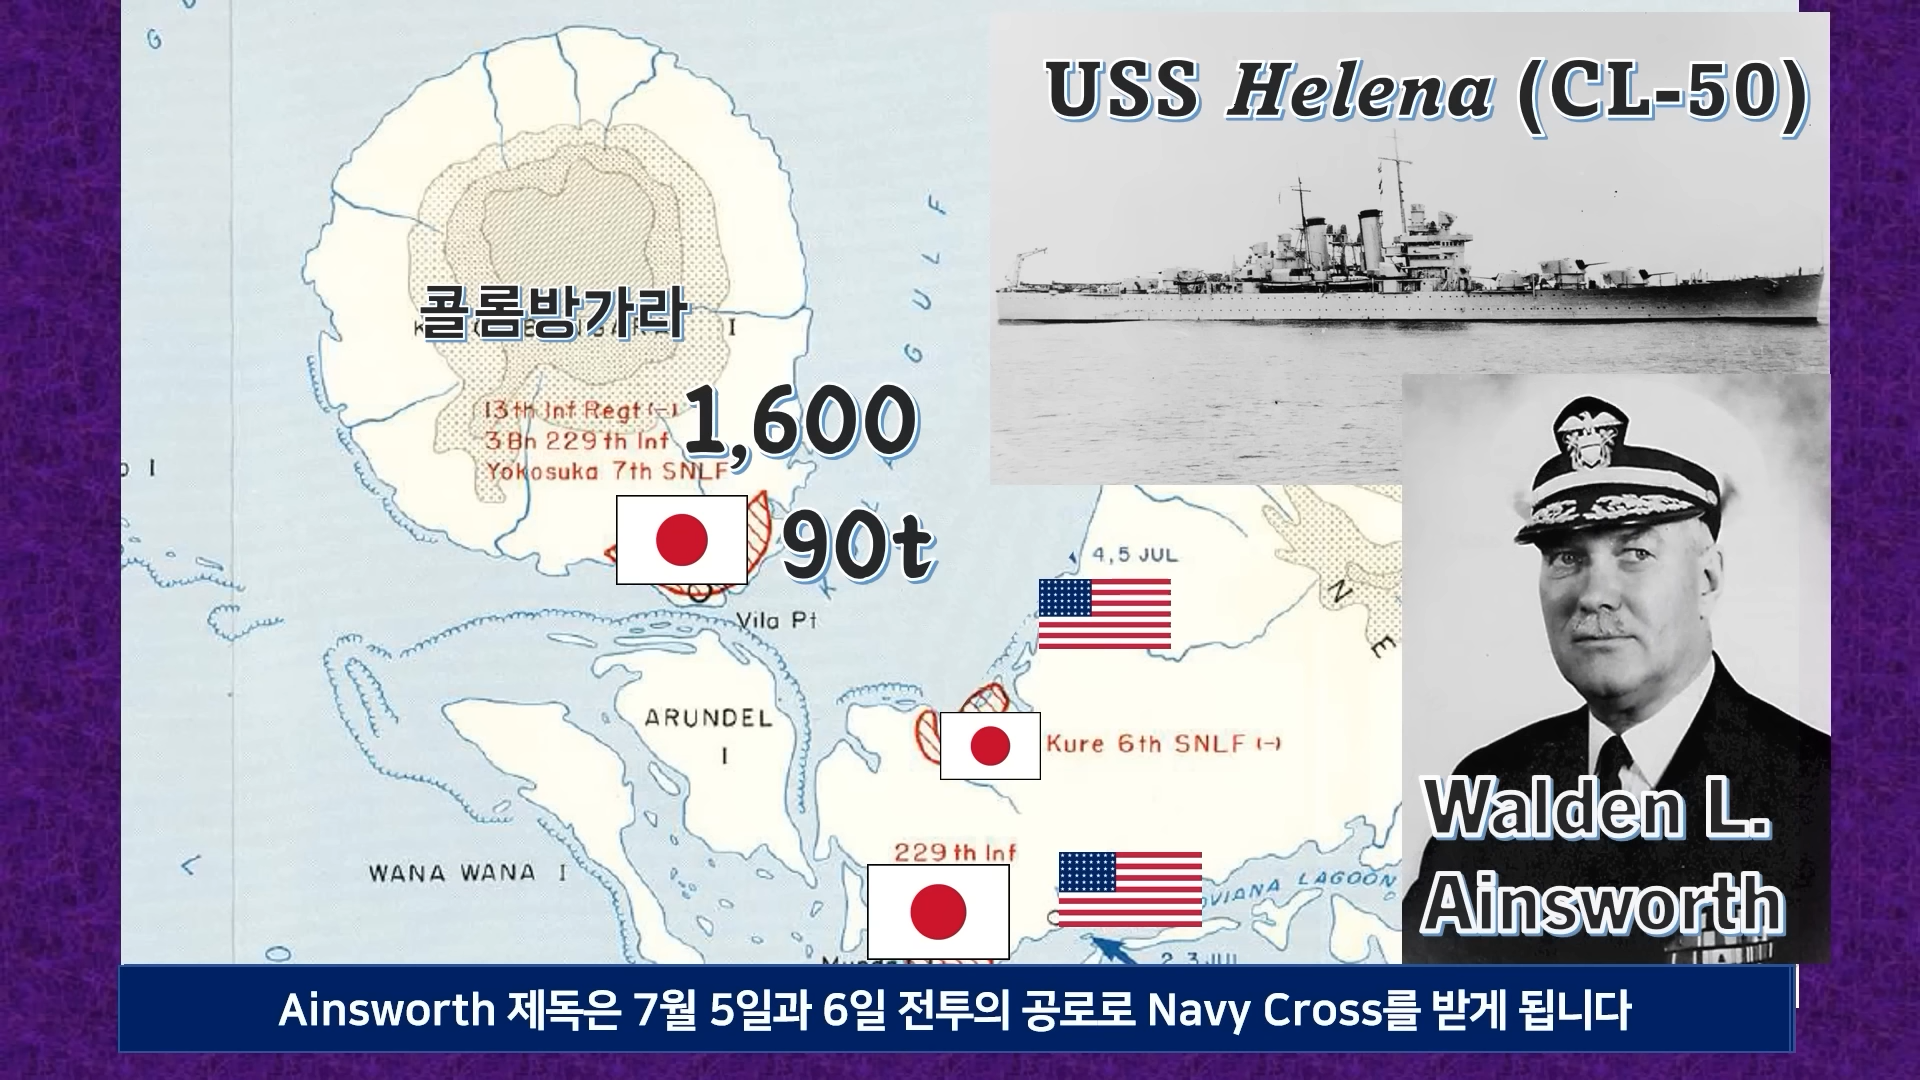 USS Helena (CL-50)
G U L F
콜롬방가라
I
13th Inf Regt (-)
3 Bn 229th Inf
Yokosuka 7th SNLF
1,600
90t
4,5 JUL
Vila Pt
N
E
ARUNDEL
I
Kure 6th SNLF (-)
Walden L.
Ainsworth
229th Inf
WANA WANA I
LAGOON
2 3 JUL
Ainsworth 제독은 7월 5일과 6일 전투의 공로로 Navy Cross를 받게 됩니다